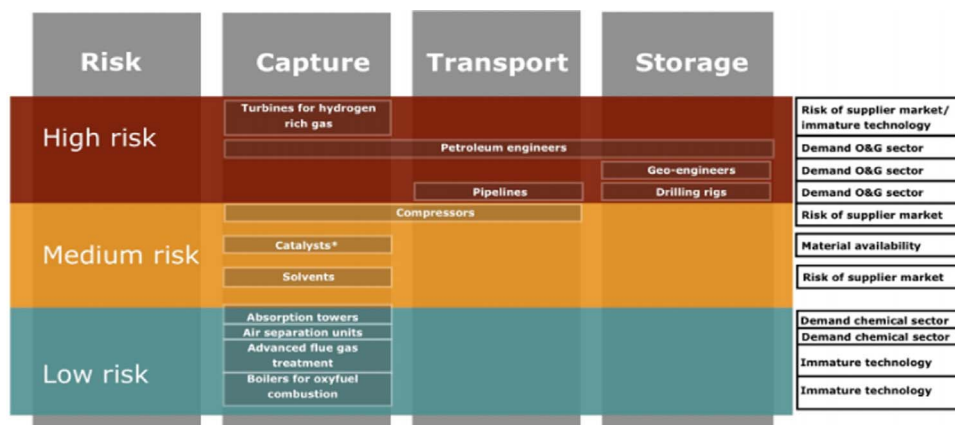 Risk
Capture
Transport
Storage
High risk
Turbines for hydrogen
rich gas
Risk of supplier market/
immature technology
Petroleum engineers
Demand O&G sector
Geo-engineers
Demand O&G sector
Pipelines
Drilling rigs
Demand O&G sector
Medium risk
Compressors
Risk of supplier market
Catalysts*
Material availability
Solvents
Risk of supplier market
Low risk
Absorption towers
Demand chemical sector
Air separation units
Demand chemical sector
Advanced flue gas
treatment
Immature technology
Boilers for oxyfuel
combustion
Immature technology